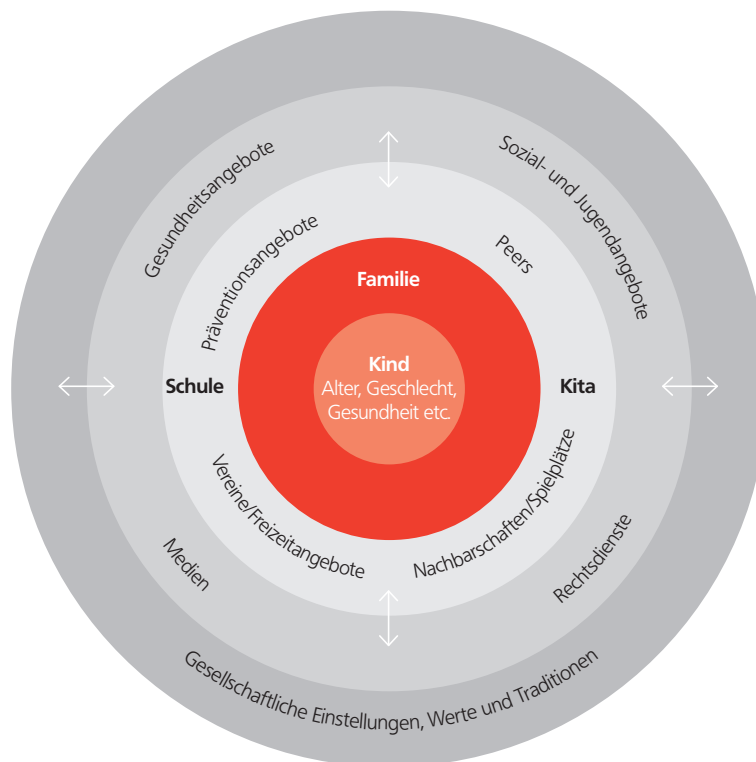 Gesundheitsangebote
Sozial- und Jugendangebote
Präventionsangebote
Peers
Familie
Kind
Alter, Geschlecht,
Gesundheit etc.
Schule
Kita
Vereine/Freizeitangebote
Nachbarschaften/Spielplätze
Medien
Rechtsdienste
Gesellschaftliche Einstellungen, Werte und Traditionen